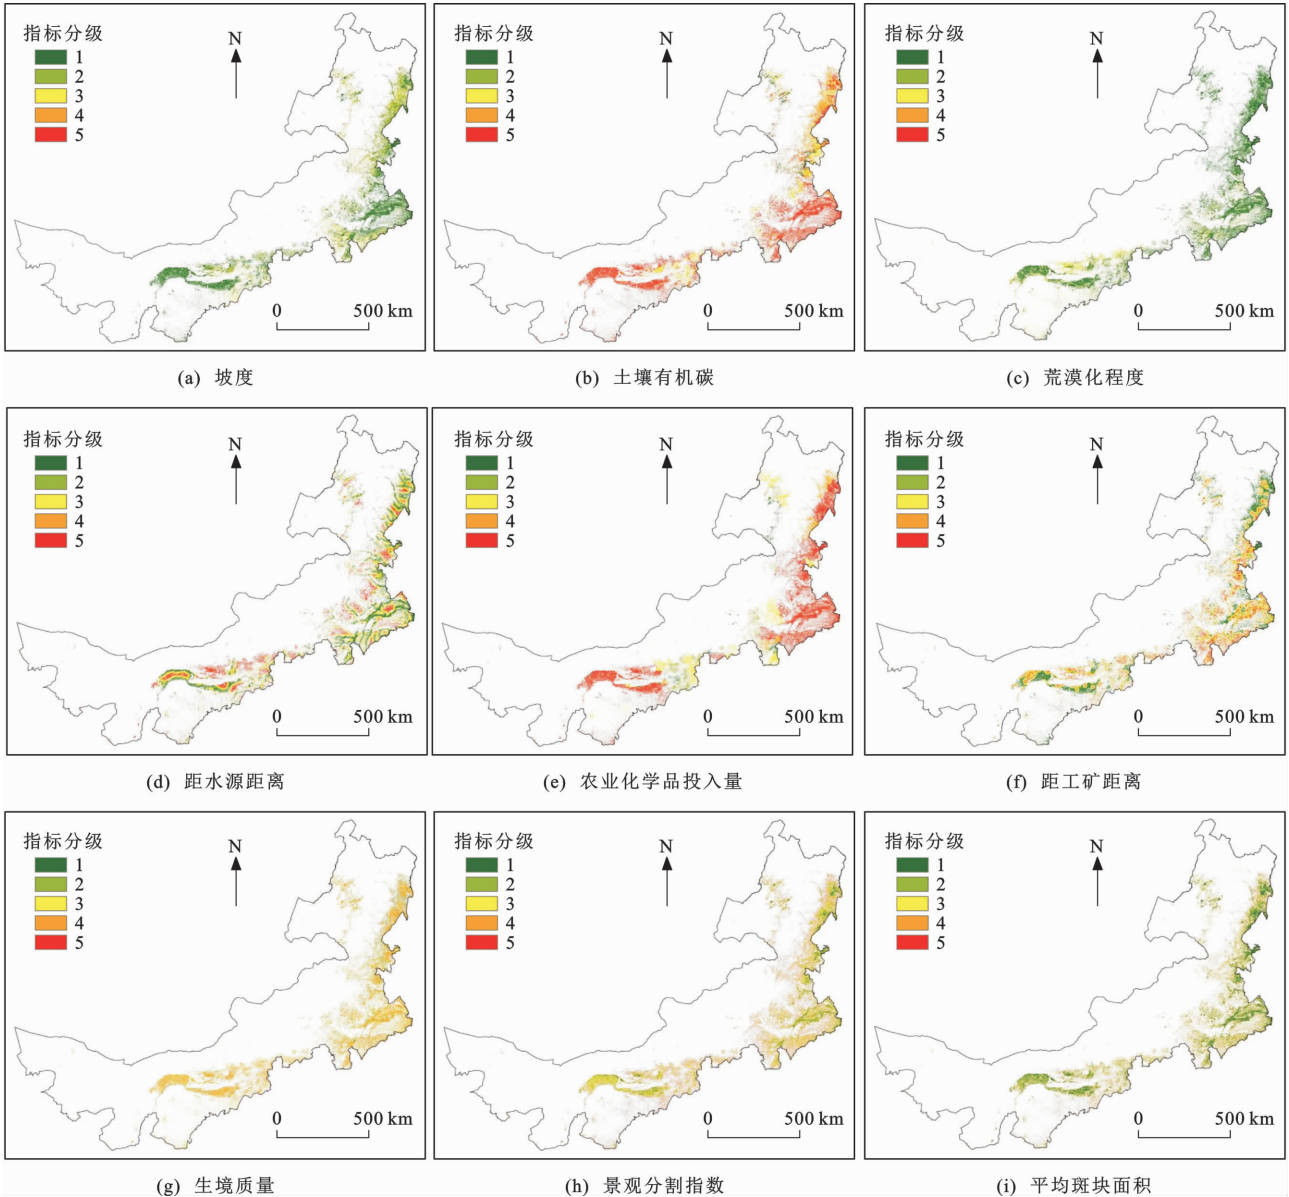 指标分级
N
1
2
3
4
5
0 500 km
(a) 坡度
指标分级
N
1
2
3
4
5
0 500 km
(b) 土壤有机碳
指标分级
N
1
2
3
4
5
0 500 km
(c) 荒漠化程度
指标分级
N
1
2
3
4
5
0 500 km
(d) 距水源距离
指标分级
N
1
2
3
4
5
0 500 km
(e) 农业化学品投入量
指标分级
N
1
2
3
4
5
0 500 km
(f) 距工矿距离
指标分级
N
1
2
3
4
5
0 500 km
(g) 生境质量
指标分级
N
1
2
3
4
5
0 500 km
(h) 景观分割指数
指标分级
N
1
2
3
4
5
0 500 km
(i) 平均斑块面积